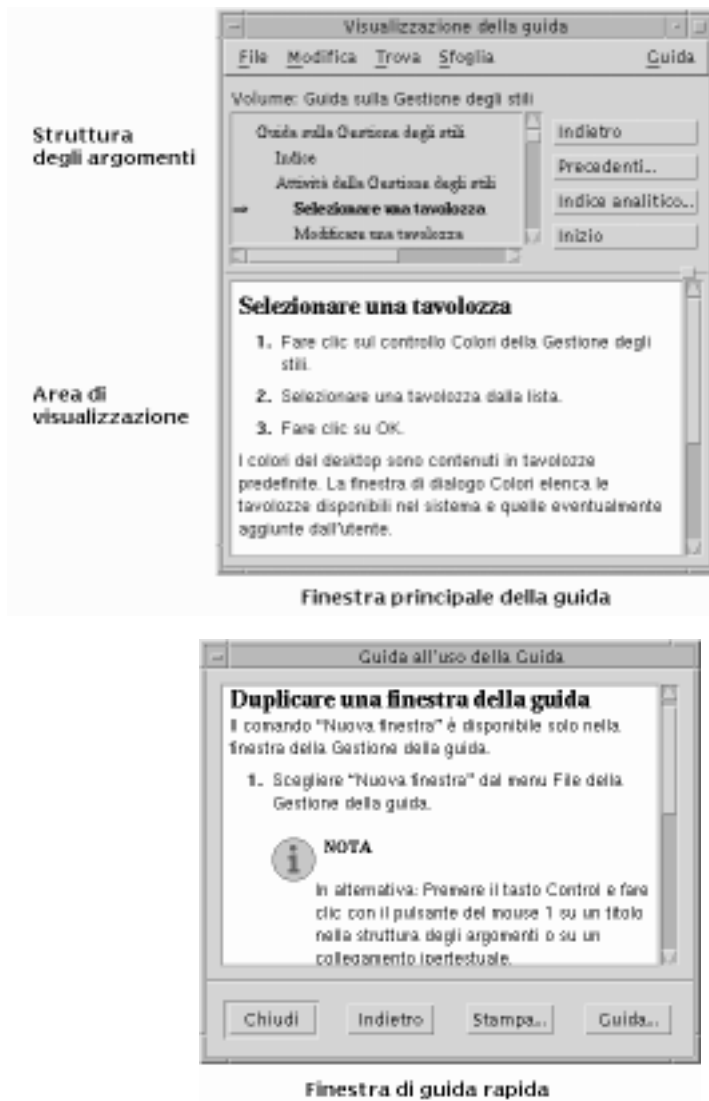 Visualizzazione della guida
File Modifica Trova Sfoglia Guida
Volume: Guida sulla Gestione degli stili
Struttura
degli argomenti
Guida sulla Gestione degli stili
Indice
Attività della Gestione degli stili
Selezionare una tavolozza
Modificare una tavolozza
Indietro
Precedenti...
Indice analitico...
Inizio
Area di
visualizzazione
Selezionare una tavolozza
1. Fare clic sul controllo Colori della Gestione degli
stili.
2. Selezionare una tavolozza dalla lista.
3. Fare clic su OK.
I colori del desktop sono contenuti in tavolozze
predefinite. La finestra di dialogo Colori elenca le
tavolozze disponibili nel sistema e quelle eventualmente
aggiunte dall'utente.
Finestra principale della guida
Guida all'uso della Guida
Duplicare una finestra della guida
Il comando "Nuova finestra" è disponibile solo nella
finestra della Gestione della guida.
1. Scegliere "Nuova finestra" dal menu File della
Gestione della guida.
NOTA
In alternativa: Premere il tasto Control e fare
clic con il pulsante del mouse 1 su un titolo
nella struttura degli argomenti o su un
collegamento ipertestuale.
Chiudi Indietro Stampa... Guida...
Finestra di guida rapida